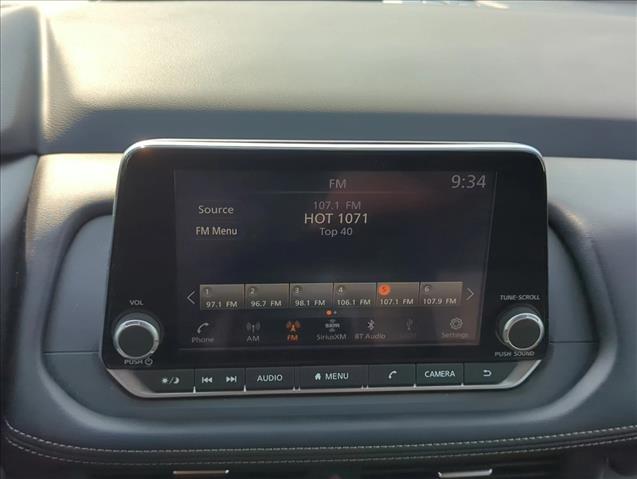 FM
9:34
Source
107.1 FM
HOT 1071
FM Menu
Top 40
1 2 3 4 5 6
97.1 FM 96.7 FM 98.1 FM 106.1 FM 107.1 FM 107.9 FM
VOL
TUNE·SCROLL
Phone AM FM SiriusXM BT Audio Settings
PUSH
PUSH SOUND
AUDIO MENU CAMERA